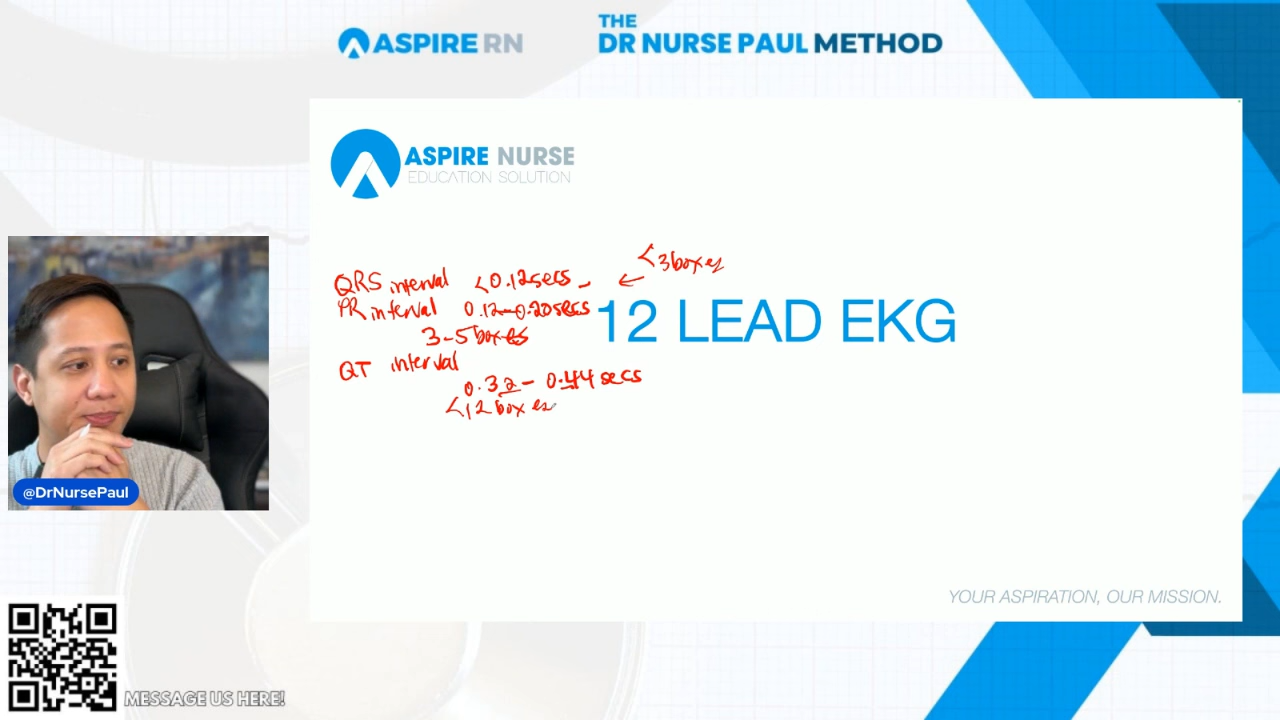 ASPIRE RN
THE
DR NURSE PAUL METHOD
ASPIRE NURSE
EDUCATION SOLUTION
<3boxes
QRS interval <0.12secs
PR interval 0.12-0.20secs
12 LEAD EKG
3-5boxes
QT interval
0.32-0.44secs
<12boxes
@DrNursePaul
YOUR ASPIRATION, OUR MISSION.
MESSAGE US HERE!